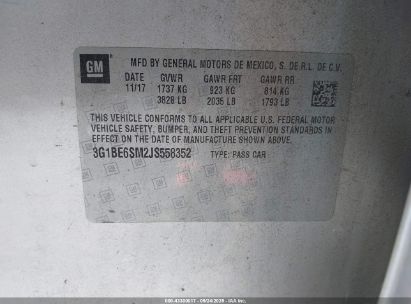 GM
MFD BY GENERAL MOTORS DE MEXICO, S. DE R.L. DE C.V.
DATE GVWR GAWR FRT GAWR RR
11/17 1737 KG 923 KG 814 KG
3828 LB 2035 LB 1793 LB
THIS VEHICLE CONFORMS TO ALL APPLICABLE U.S. FEDERAL MOTOR
VEHICLE SAFETY, BUMPER, AND THEFT PREVENTION STANDARDS IN
EFFECT ON THE DATE OF MANUFACTURE SHOWN ABOVE.
3G1BE6SM2JS558352 TYPE: PASS CAR